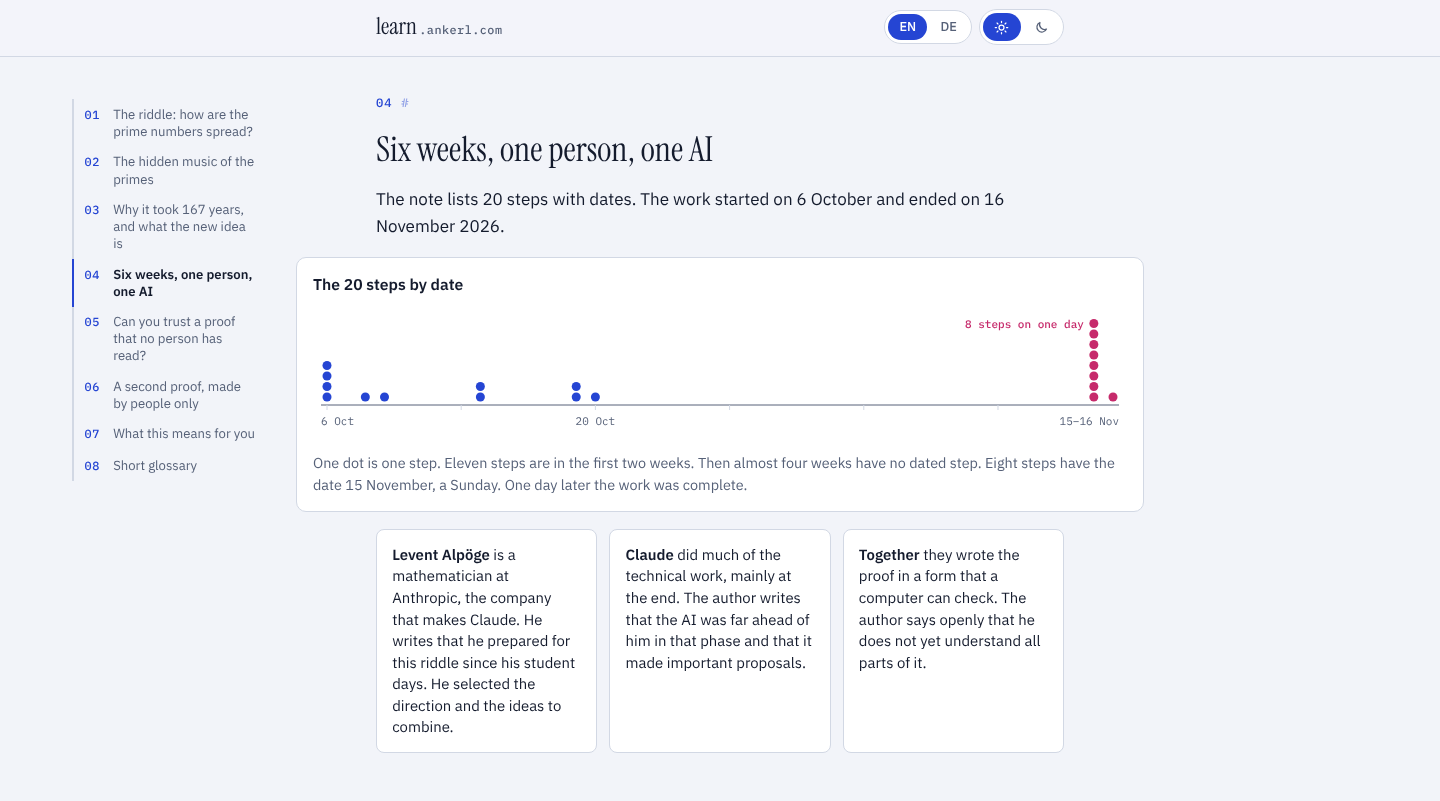 learn.ankerl.com
EN DE
01 The riddle: how are the
prime numbers spread?
02 The hidden music of the
primes
03 Why it took 167 years,
and what the new idea
is
04 Six weeks, one person,
one AI
05 Can you trust a proof
that no person has
read?
06 A second proof, made
by people only
07 What this means for you
08 Short glossary
04 #
Six weeks, one person, one AI
The note lists 20 steps with dates. The work started on 6 October and ended on 16
November 2026.
The 20 steps by date
8 steps on one day
6 Oct 20 Oct 15–16 Nov
One dot is one step. Eleven steps are in the first two weeks. Then almost four weeks have no dated step. Eight steps have the
date 15 November, a Sunday. One day later the work was complete.
Levent Alpöge is a
mathematician at
Anthropic, the company
that makes Claude. He
writes that he prepared for
this riddle since his student
days. He selected the
direction and the ideas to
combine.
Claude did much of the
technical work, mainly at
the end. The author writes
that the AI was far ahead of
him in that phase and that it
made important proposals.
Together they wrote the
proof in a form that a
computer can check. The
author says openly that he
does not yet understand all
parts of it.